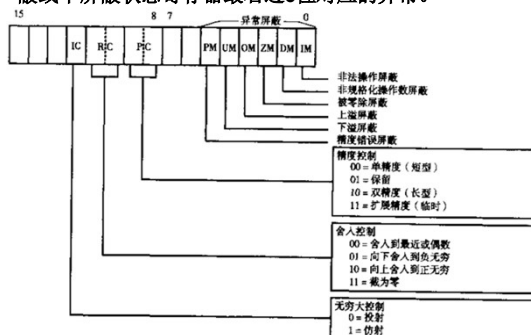 15 8 7 异常屏蔽 0
IC RC PC PM UM OM ZM DM IM
非法操作屏蔽
非规格化操作数屏蔽
被零除屏蔽
上溢屏蔽
下溢屏蔽
精度错误屏蔽
精度控制
00=单精度(短型)
01=保留
10=双精度(长型)
11=扩展精度(临时)
舍入控制
00=舍入到最近或偶数
01=向下舍入到负无穷
10=向上舍入到正无穷
11=截为零
无穷大控制
0=投射
1=仿射